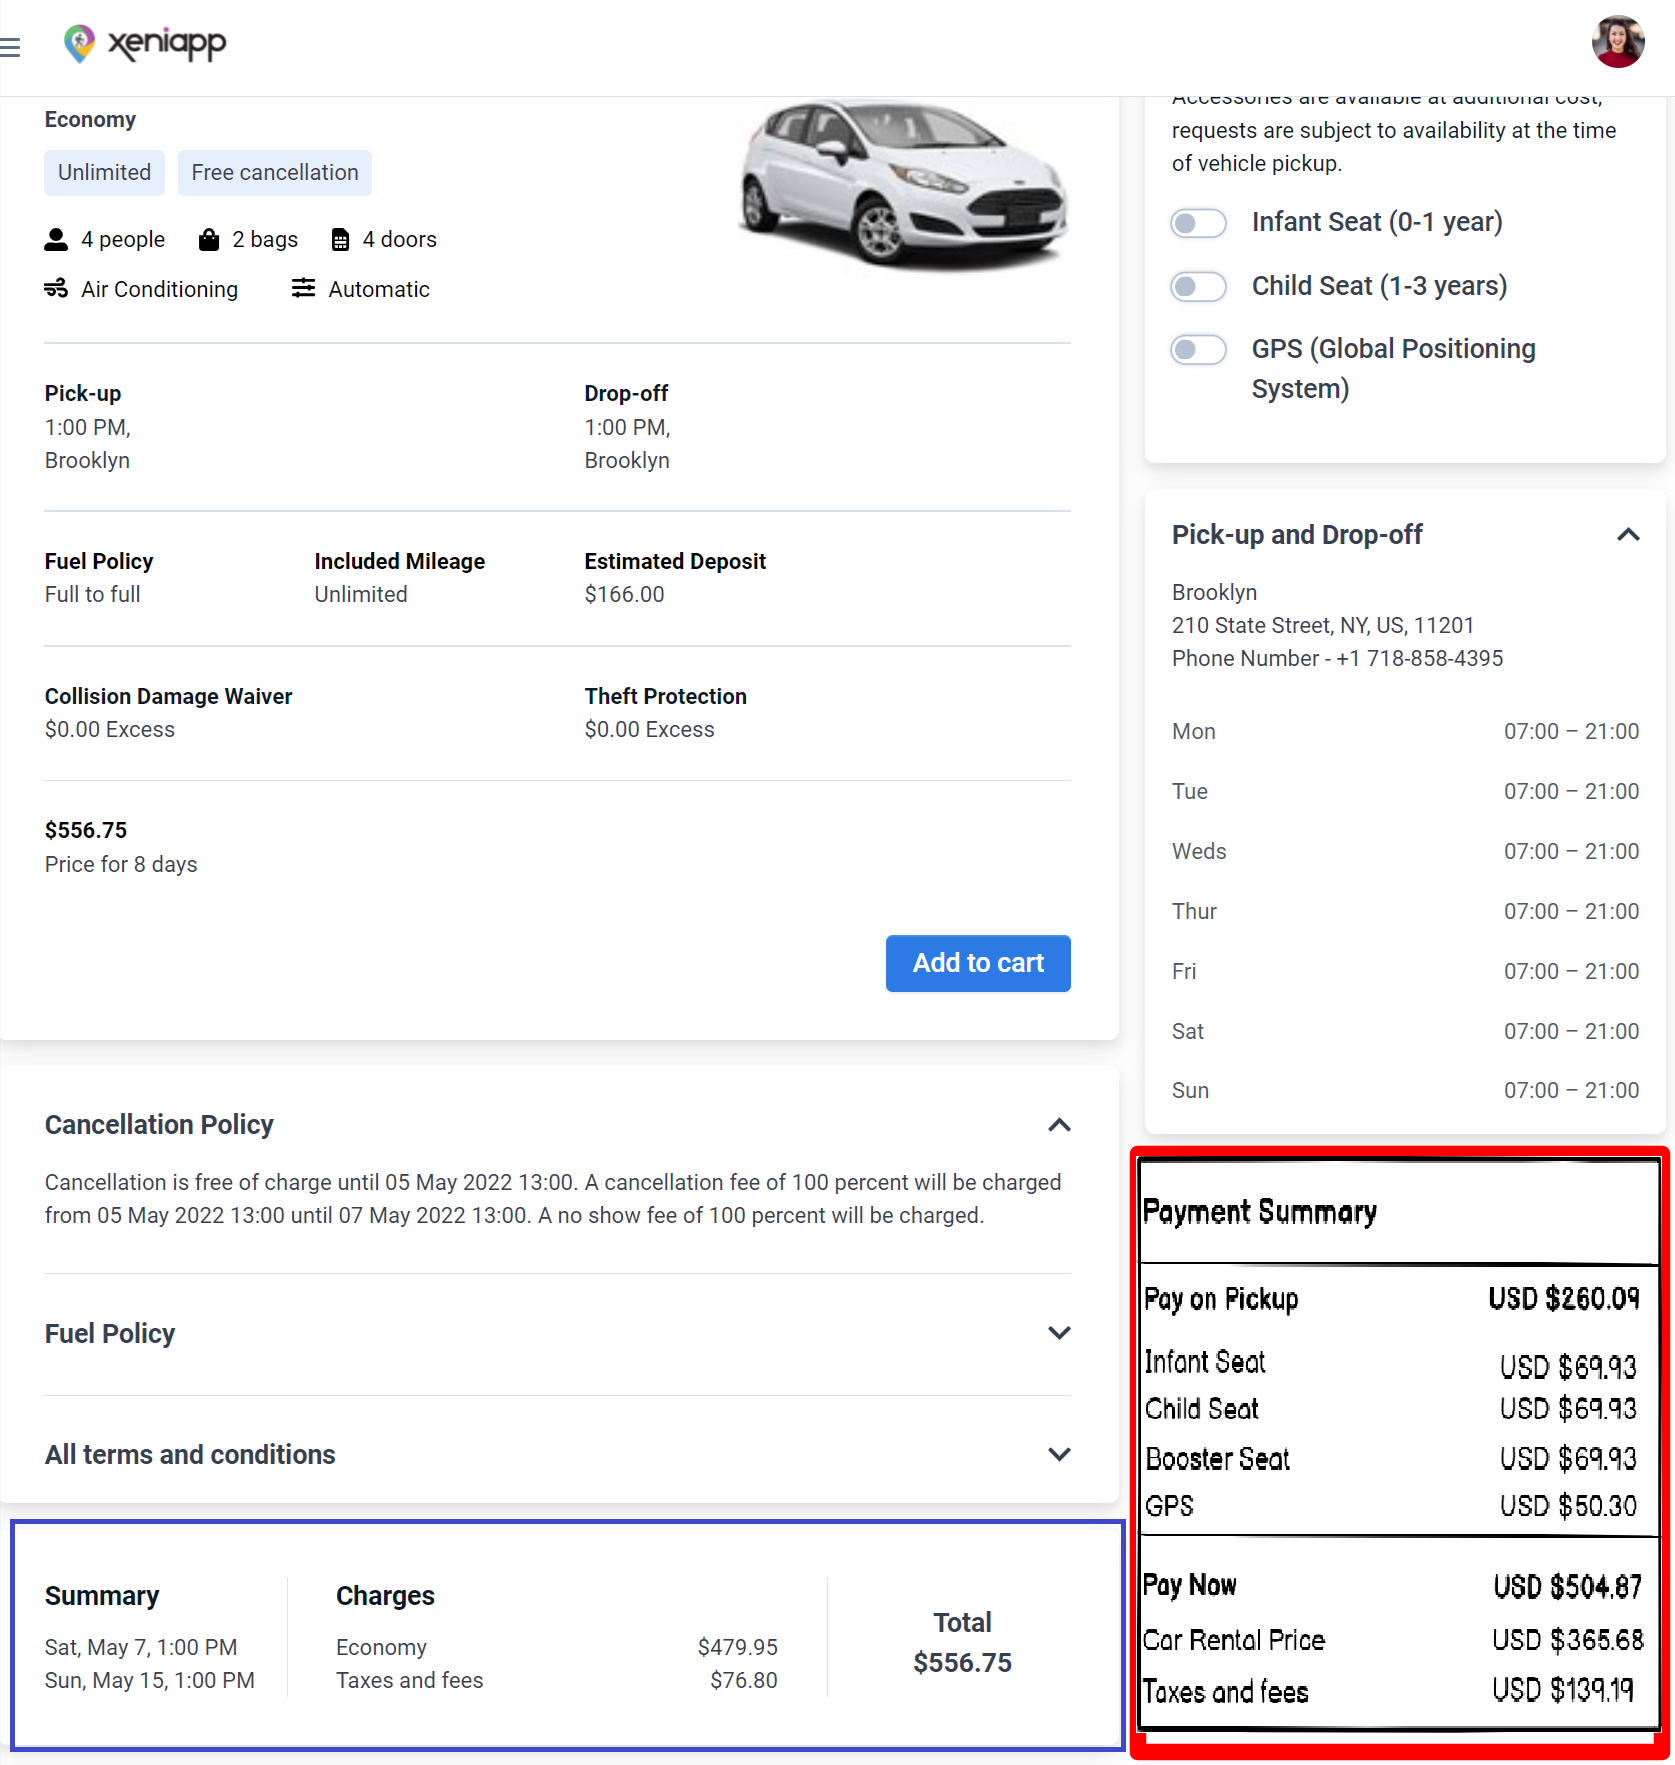 xeniapp
Economy
Unlimited
Free cancellation
4 people
2 bags
4 doors
Air Conditioning
Automatic
Pick-up
1:00 PM,
Brooklyn
Drop-off
1:00 PM,
Brooklyn
Fuel Policy
Full to full
Included Mileage
Unlimited
Estimated Deposit
$166.00
Collision Damage Waiver
$0.00 Excess
Theft Protection
$0.00 Excess
$556.75
Price for 8 days
Add to cart
Cancellation Policy
Cancellation is free of charge until 05 May 2022 13:00. A cancellation fee of 100 percent will be charged
from 05 May 2022 13:00 until 07 May 2022 13:00. A no show fee of 100 percent will be charged.
Fuel Policy
All terms and conditions
Summary
Sat, May 7, 1:00 PM
Sun, May 15, 1:00 PM
Charges
Economy $479.95
Taxes and fees $76.80
Total
$556.75
Accessories are available at additional cost,
requests are subject to availability at the time
of vehicle pickup.
Infant Seat (0-1 year)
Child Seat (1-3 years)
GPS (Global Positioning
System)
Pick-up and Drop-off
Brooklyn
210 State Street, NY, US, 11201
Phone Number - +1 718-858-4395
Mon 07:00 – 21:00
Tue 07:00 – 21:00
Weds 07:00 – 21:00
Thur 07:00 – 21:00
Fri 07:00 – 21:00
Sat 07:00 – 21:00
Sun 07:00 – 21:00
Payment Summary
Pay on Pickup USD $260.09
Infant Seat USD $69.93
Child Seat USD $69.93
Booster Seat USD $69.93
GPS USD $50.30
Pay Now USD $504.87
Car Rental Price USD $365.68
Taxes and fees USD $139.19